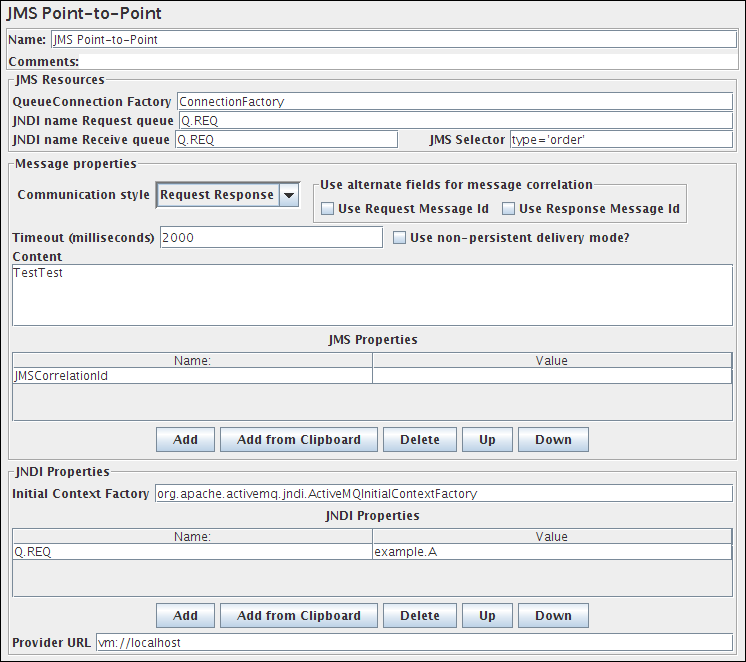 JMS Point-to-Point
Name: JMS Point-to-Point
Comments:
JMS Resources
QueueConnection Factory ConnectionFactory
JNDI name Request queue Q.REQ
JNDI name Receive queue Q.REQ JMS Selector type='order'
Message properties
Communication style Request Response
Use alternate fields for message correlation
Use Request Message Id Use Response Message Id
Timeout (milliseconds) 2000 Use non-persistent delivery mode?
Content
TestTest
JMS Properties
Name: Value
JMSCorrelationId
Add Add from Clipboard Delete Up Down
JNDI Properties
Initial Context Factory org.apache.activemq.jndi.ActiveMQInitialContextFactory
JNDI Properties
Name: Value
Q.REQ example.A
Add Add from Clipboard Delete Up Down
Provider URL vm://localhost